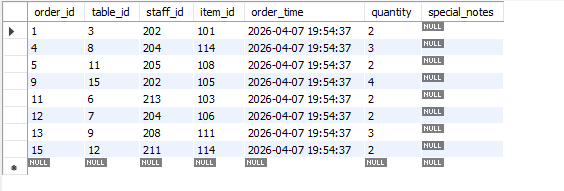 order_id table_id staff_id item_id order_time quantity special_notes
1 3 202 101 2026-04-07 19:54:37 2 NULL
4 8 204 114 2026-04-07 19:54:37 3 NULL
5 11 205 108 2026-04-07 19:54:37 2 NULL
9 15 202 105 2026-04-07 19:54:37 4 NULL
11 6 213 103 2026-04-07 19:54:37 2 NULL
12 7 204 106 2026-04-07 19:54:37 2 NULL
13 9 208 111 2026-04-07 19:54:37 3 NULL
15 12 211 114 2026-04-07 19:54:37 2 NULL
NULL NULL NULL NULL NULL NULL NULL